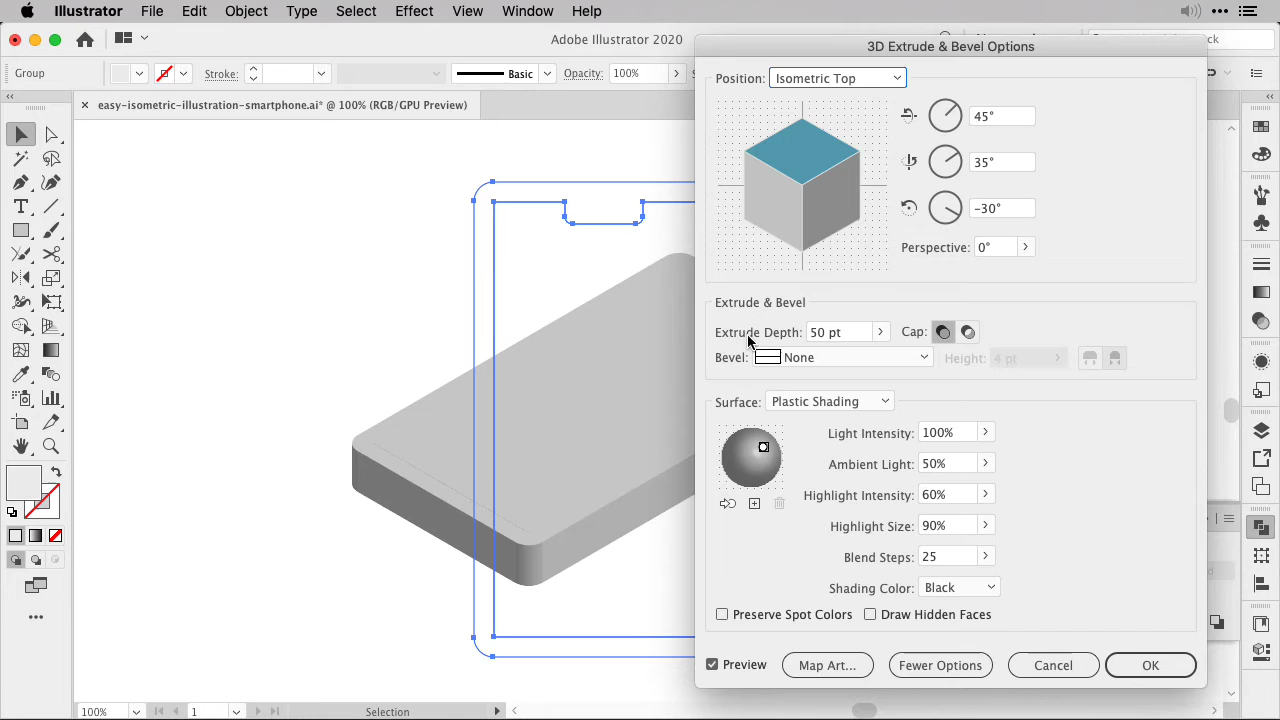 Illustrator File Edit Object Type Select Effect View Window Help
Adobe Illustrator 2020
3D Extrude & Bevel Options
Group
Stroke:
Basic
Opacity: 100%
easy-isometric-illustration-smartphone.ai* @ 100% (RGB/GPU Preview)
Position: Isometric Top
45°
35°
-30°
Perspective: 0°
Extrude & Bevel
Extrude Depth: 50 pt Cap:
Bevel: None Height: 4 pt
Surface: Plastic Shading
Light Intensity: 100%
Ambient Light: 50%
Highlight Intensity: 60%
Highlight Size: 90%
Blend Steps: 25
Shading Color: Black
Preserve Spot Colors Draw Hidden Faces
Preview Map Art... Fewer Options Cancel OK
100% 1 Selection